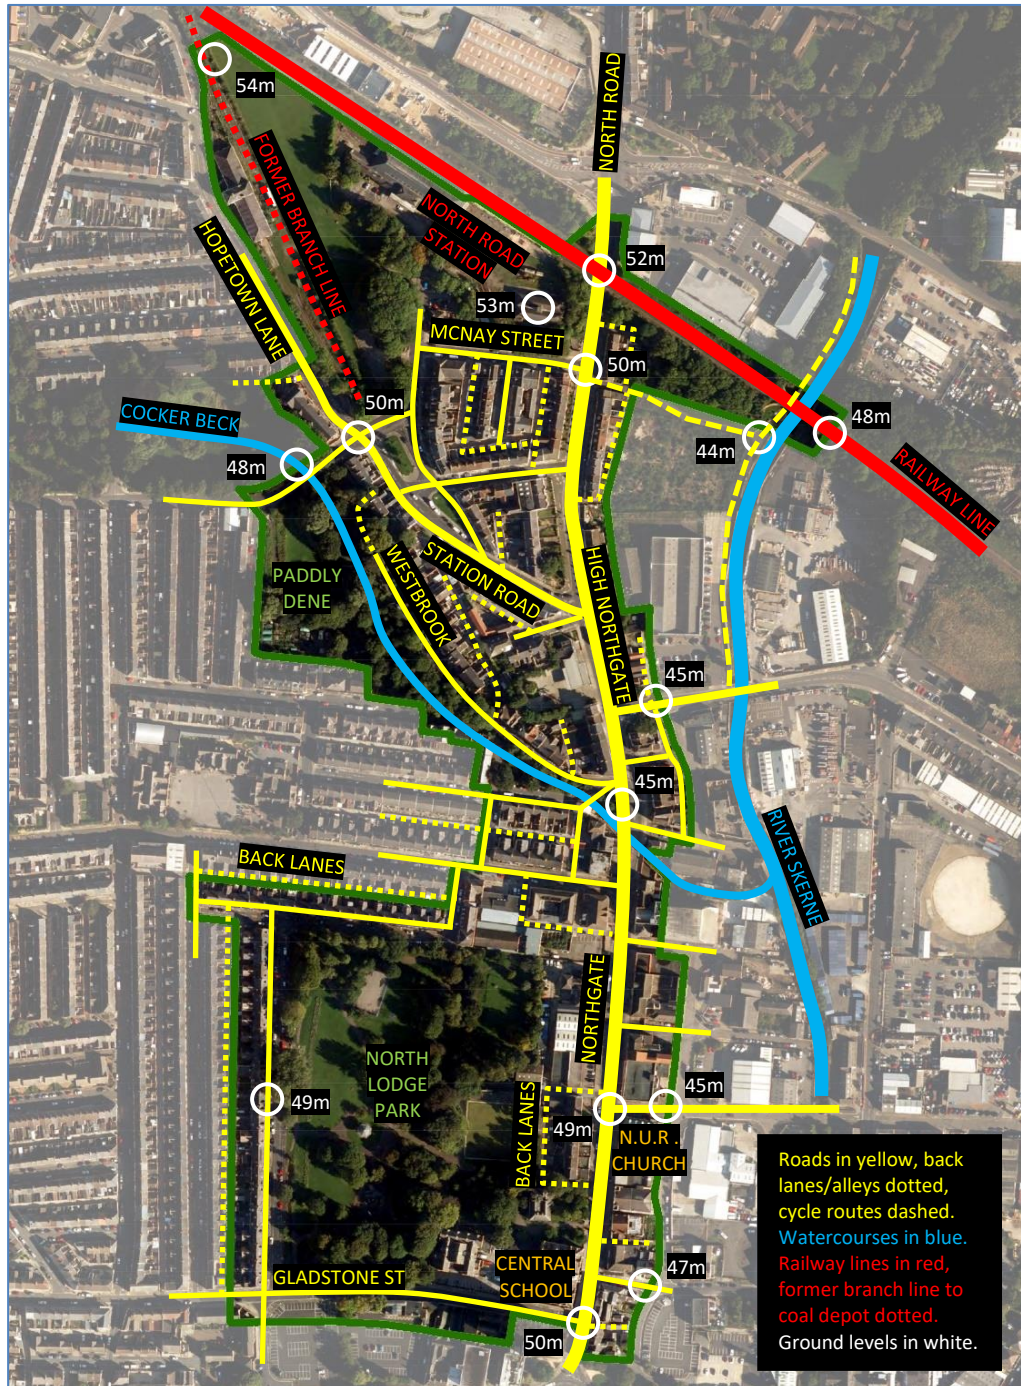 54m
NORTH ROAD
FORMER BRANCH LINE
NORTH ROAD
STATION
HOPETOWN LANE
52m
53m
MCNAY STREET
50m
50m
COCKER BECK
48m
44m
48m
RAILWAY LINE
PADDLY
DENE
WESTBROOK
STATION ROAD
HIGH NORTHGATE
45m
45m
RIVER SKERNE
BACK LANES
NORTHGATE
NORTH
LODGE
PARK
49m
BACK LANES
49m
45m
N.U.R .
CHURCH
GLADSTONE ST
CENTRAL
SCHOOL
47m
50m
Roads in yellow, back
lanes/alleys dotted,
cycle routes dashed.
Watercourses in blue.
Railway lines in red,
former branch line to
coal depot dotted.
Ground levels in white.